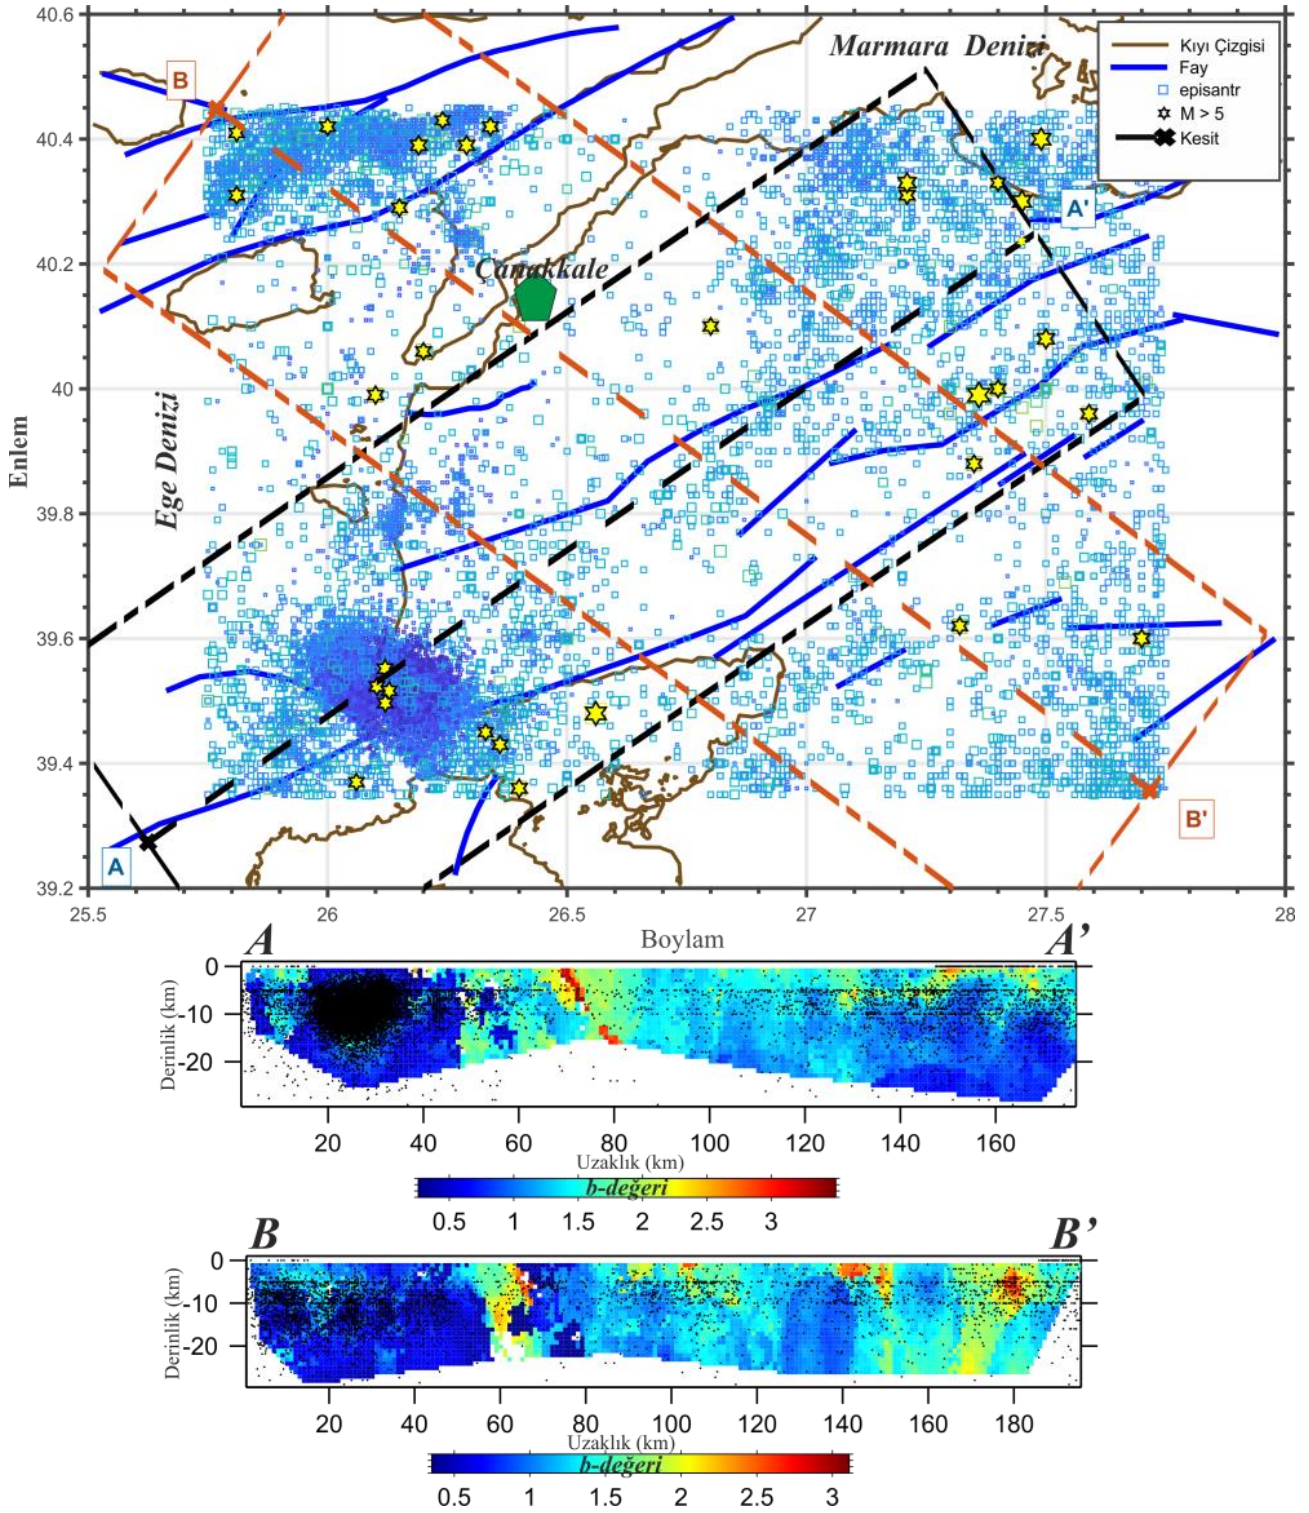 40.6
40.4
40.2
40
39.8
39.6
39.4
39.2
Enlem
25.5
26
26.5
27
27.5
28
Boylam
Marmara Denizi
Kıyı Çizgisi
Fay
episantr
M > 5
Kesit
B
A'
Çanakkale
Ege Denizi
B'
A
A
A'
0
-10
-20
Derinlik (km)
20
40
60
80
100
120
140
160
Uzaklık (km)
b-değeri
0.5
1
1.5
2
2.5
3
B
B'
0
-10
-20
Derinlik (km)
20
40
60
80
100
120
140
160
180
Uzaklık (km)
b-değeri
0.5
1
1.5
2
2.5
3